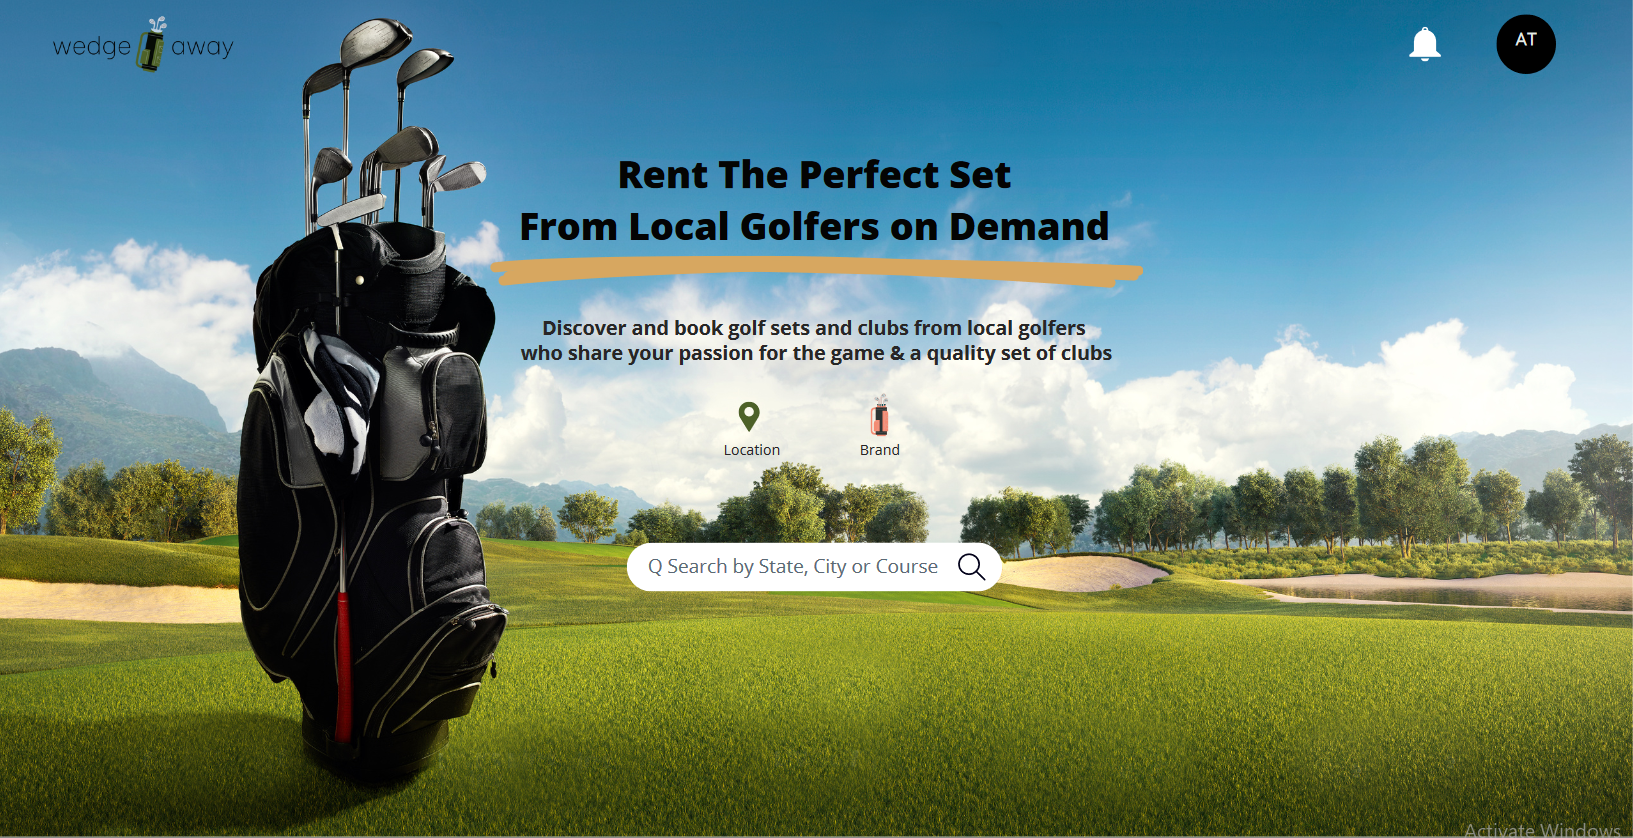 wedge away
AT
Rent The Perfect Set
From Local Golfers on Demand
Discover and book golf sets and clubs from local golfers
who share your passion for the game & a quality set of clubs
Location
Brand
Q Search by State, City or Course
Activate Windows